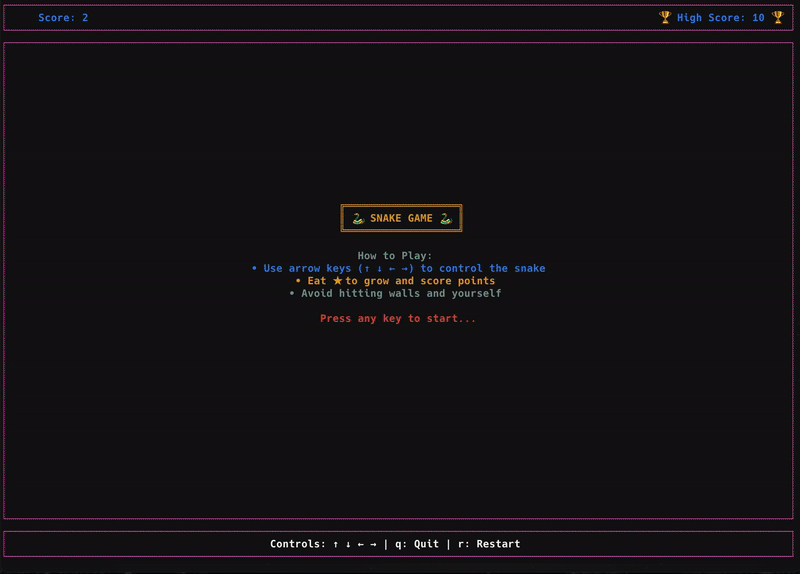 Score: 2
🏆 High Score: 10 🏆
🐍 SNAKE GAME 🐍
How to Play:
• Use arrow keys (↑ ↓ ← →) to control the snake
• Eat ★ to grow and score points
• Avoid hitting walls and yourself
Press any key to start...
Controls: ↑ ↓ ← → | q: Quit | r: Restart